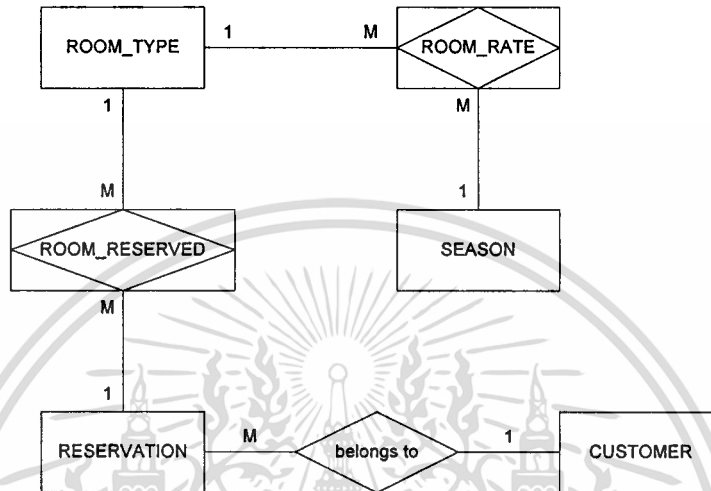 ROOM_TYPE 1 M ROOM_RATE
1 M
M 1
ROOM_RESERVED SEASON
M
1
RESERVATION M belongs to 1 CUSTOMER